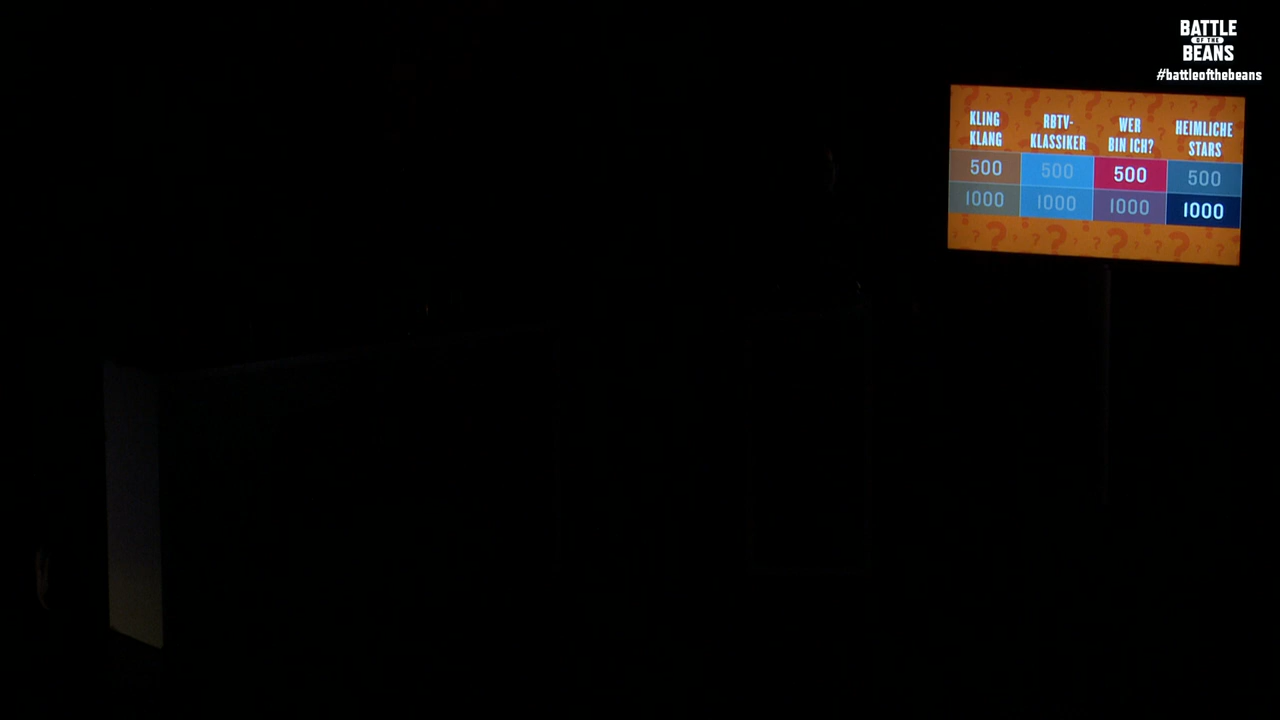 BATTLE
OF THE
BEANS
#battleofthebeans
KLING
KLANG
RBTV-
KLASSIKER
WER
BIN ICH?
HEIMLICHE
STARS
500 500 500 500
1000 1000 1000 1000